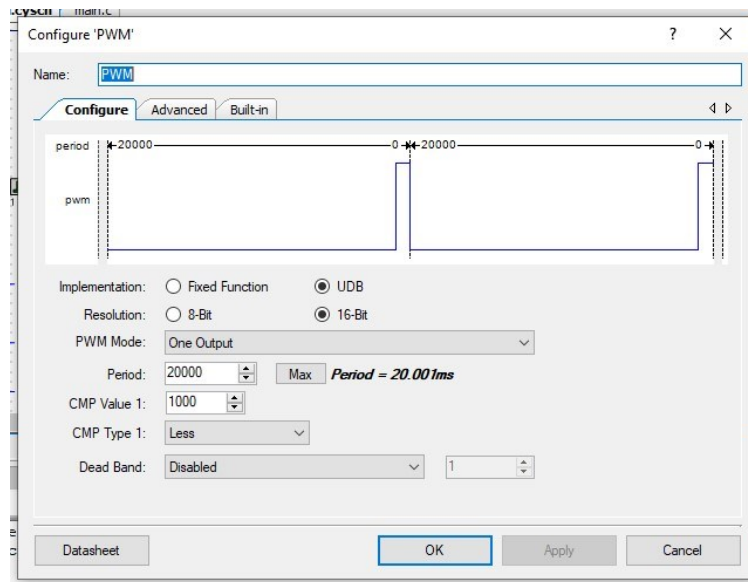 .cysch main.c
Configure 'PWM' ?
Name: PWM
Configure Advanced Built-in
period 20000 0 20000 0
pwm
Implementation: Fixed Function UDB
Resolution: 8-Bit 16-Bit
PWM Mode: One Output
Period: 20000 Max Period = 20.001ms
CMP Value 1: 1000
CMP Type 1: Less
Dead Band: Disabled 1
Datasheet OK Apply Cancel